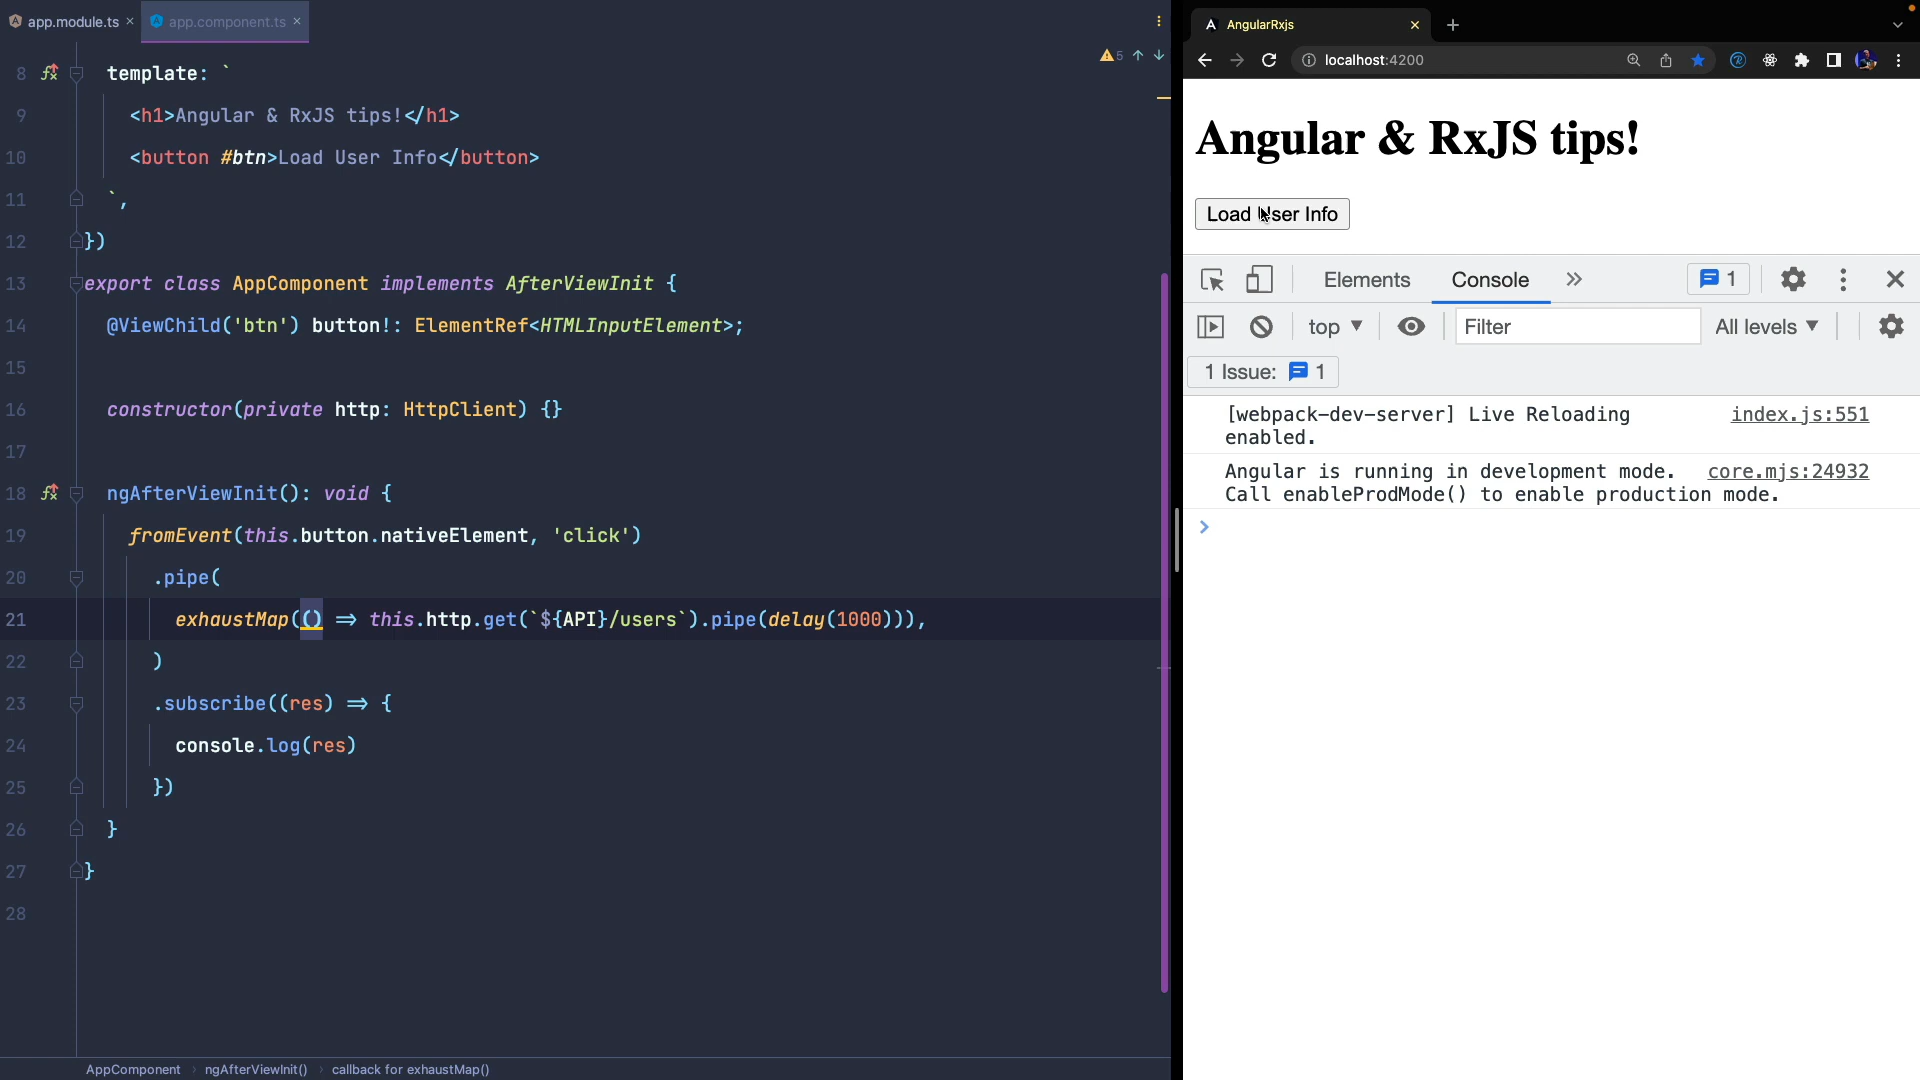 app.module.ts
app.component.ts
5
8 template: `
9 <h1>Angular & RxJS tips!</h1>
10 <button #btn>Load User Info</button>
11 `,
12 })
13 export class AppComponent implements AfterViewInit {
14 @ViewChild('btn') button!: ElementRef<HTMLInputElement>;
15
16 constructor(private http: HttpClient) {}
17
18 ngAfterViewInit(): void {
19 fromEvent(this.button.nativeElement, 'click')
20 .pipe(
21 exhaustMap(() => this.http.get(`${API}/users`).pipe(delay(1000))),
22 )
23 .subscribe((res) => {
24 console.log(res)
25 })
26 }
27 }
28
AppComponent › ngAfterViewInit() › callback for exhaustMap()
AngularRxjs
localhost:4200
Angular & RxJS tips!
Load User Info
Elements Console 1
top Filter All levels
1 Issue: 1
[webpack-dev-server] Live Reloading index.js:551
enabled.
Angular is running in development mode. core.mjs:24932
Call enableProdMode() to enable production mode.